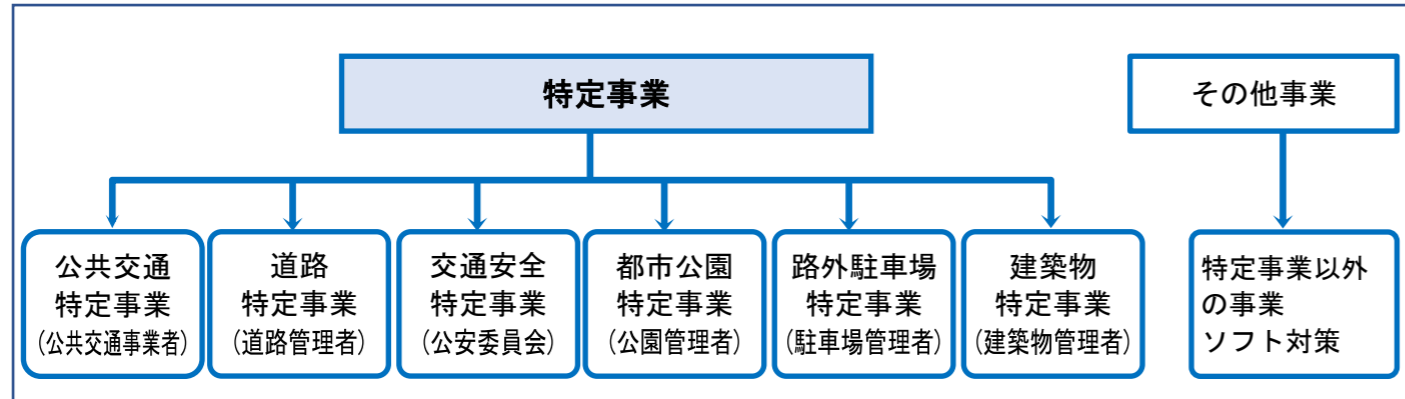 特定事業
その他事業
公共交通
特定事業
(公共交通事業者)
道路
特定事業
(道路管理者)
交通安全
特定事業
(公安委員会)
都市公園
特定事業
(公園管理者)
路外駐車場
特定事業
(駐車場管理者)
建築物
特定事業
(建築物管理者)
特定事業以外
の事業
ソフト対策